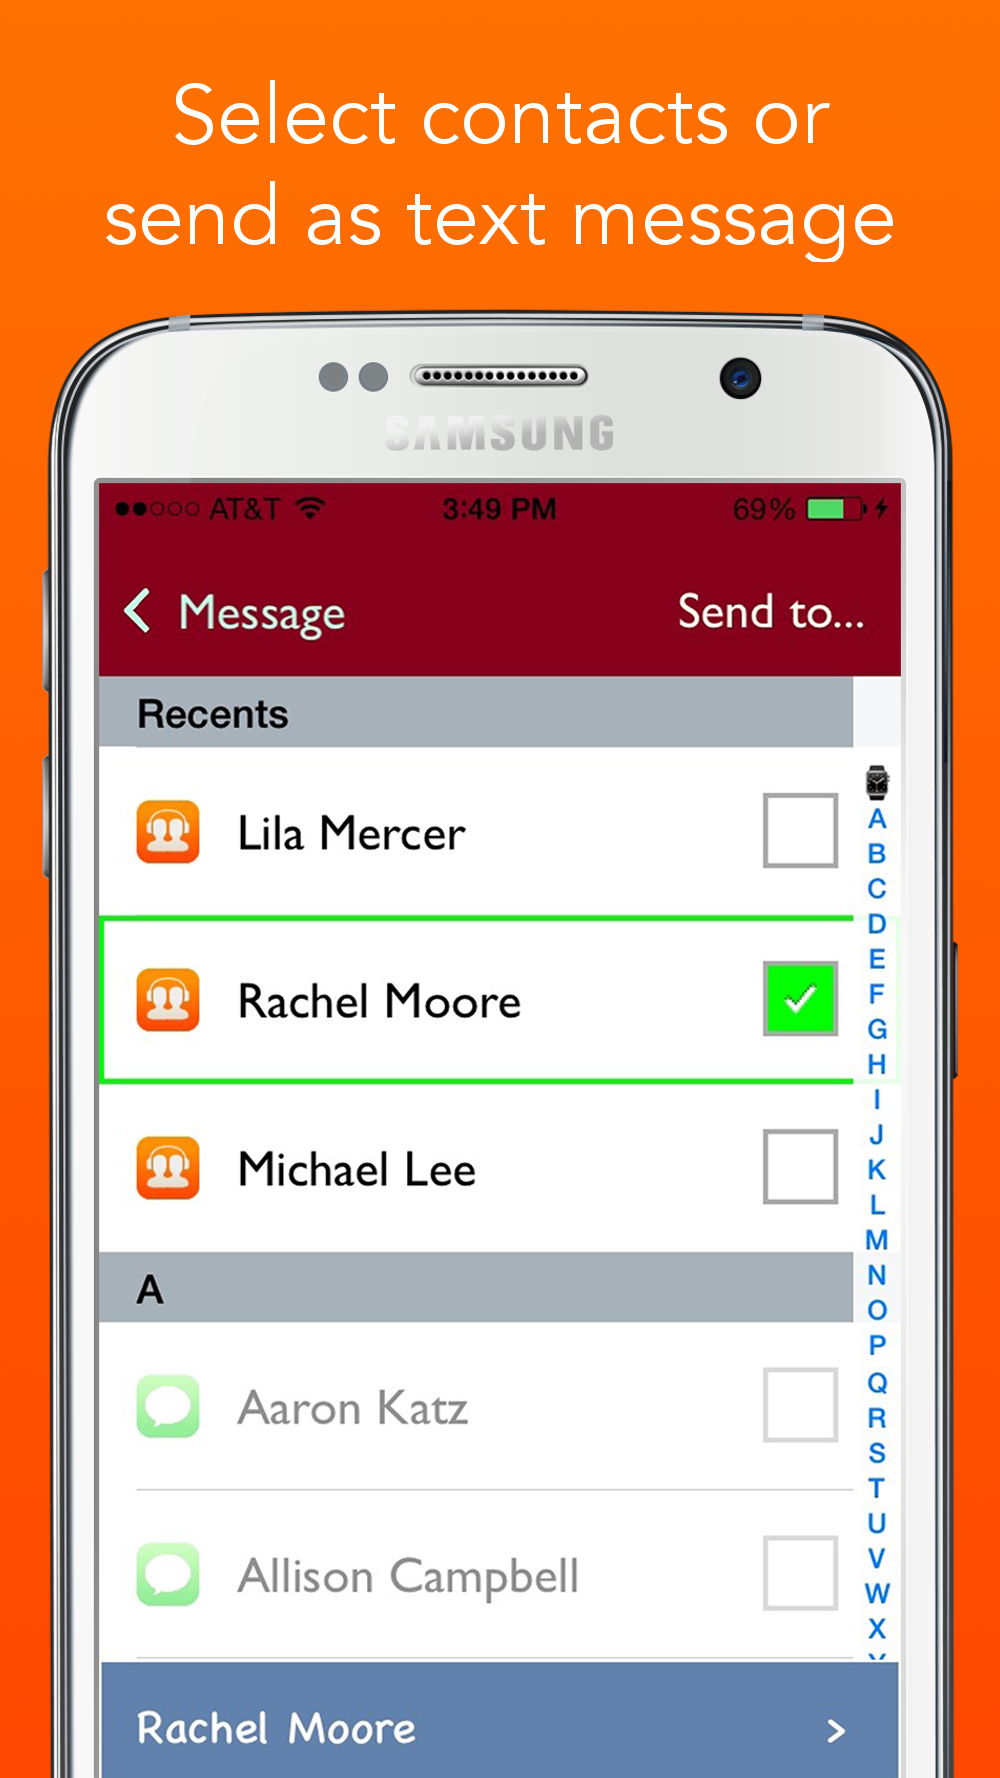 Select contacts or
send as text message
SAMSUNG
AT&T 3:49 PM 69%
Message Send to...
Recents
Lila Mercer
Rachel Moore
Michael Lee
A
Aaron Katz
Allison Campbell
A
B
C
D
E
F
G
H
I
J
K
L
M
N
O
P
Q
R
S
T
U
V
W
X
Rachel Moore >